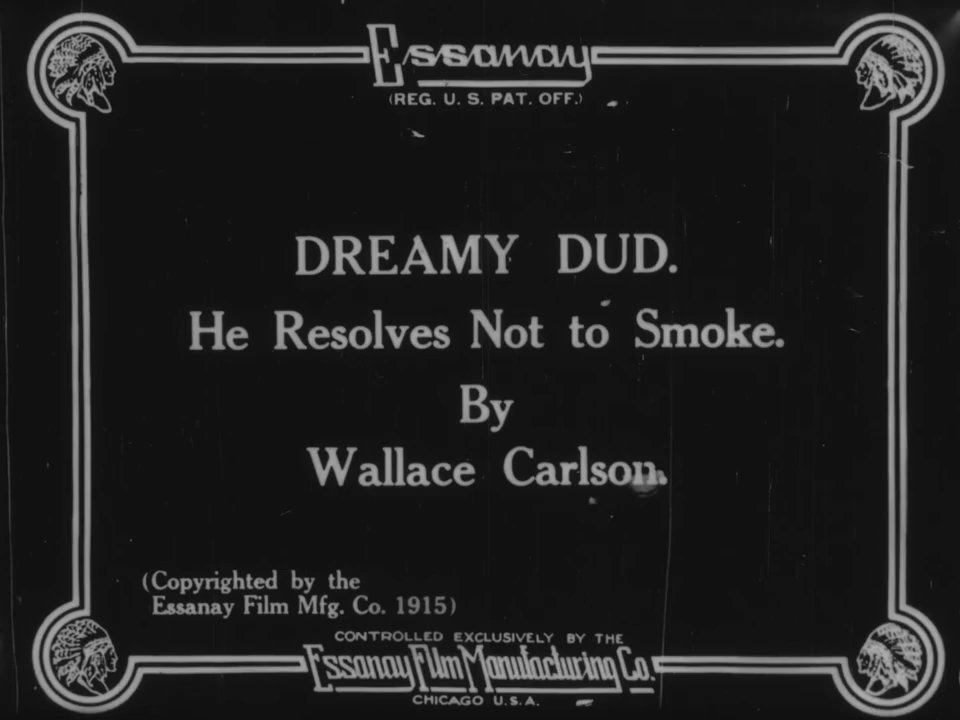 Essanay
(REG. U. S. PAT. OFF.)
DREAMY DUD.
He Resolves Not to Smoke.
By
Wallace Carlson.
(Copyrighted by the
Essanay Film Mfg. Co. 1915)
CONTROLLED EXCLUSIVELY BY THE
Essanay Film Manufacturing Co.
CHICAGO U.S.A.